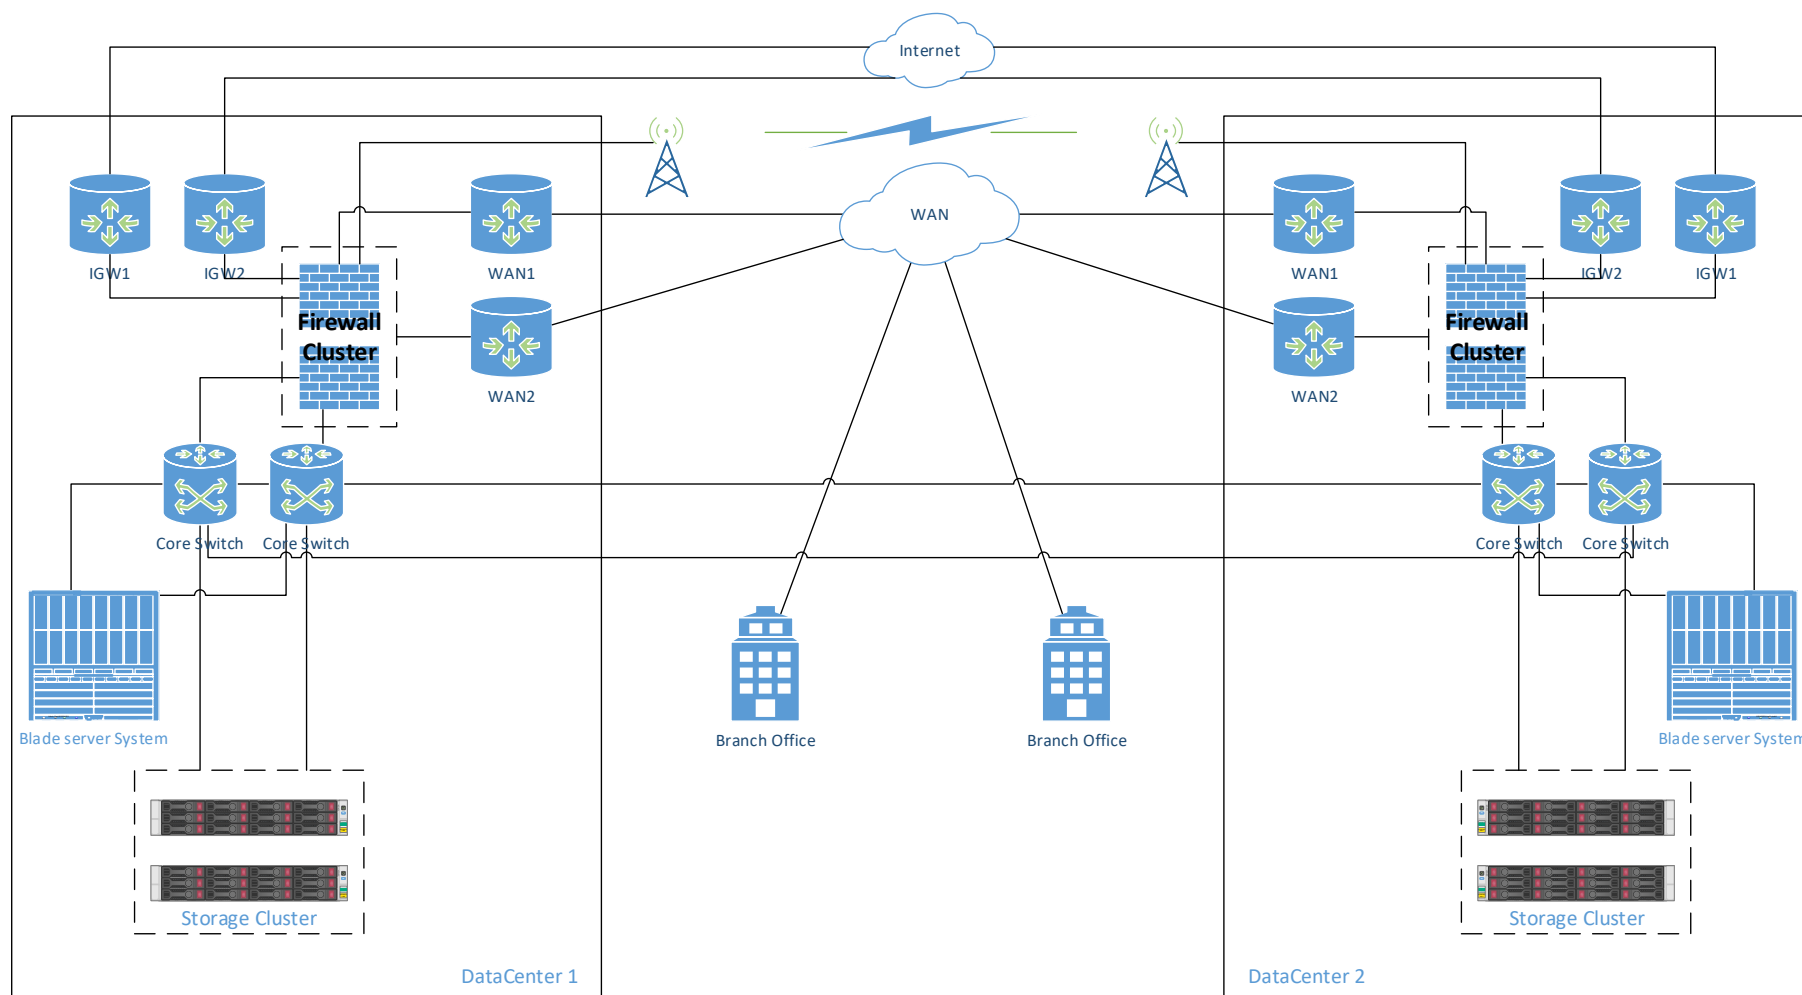 Internet
WAN
IGW1
IGW2
WAN1
WAN1
IGW2
IGW1
Firewall
Cluster
Firewall
Cluster
WAN2
WAN2
Core Switch
Core Switch
Core Switch
Core Switch
Blade server System
Branch Office
Branch Office
Blade server System
Storage Cluster
Storage Cluster
DataCenter 1
DataCenter 2